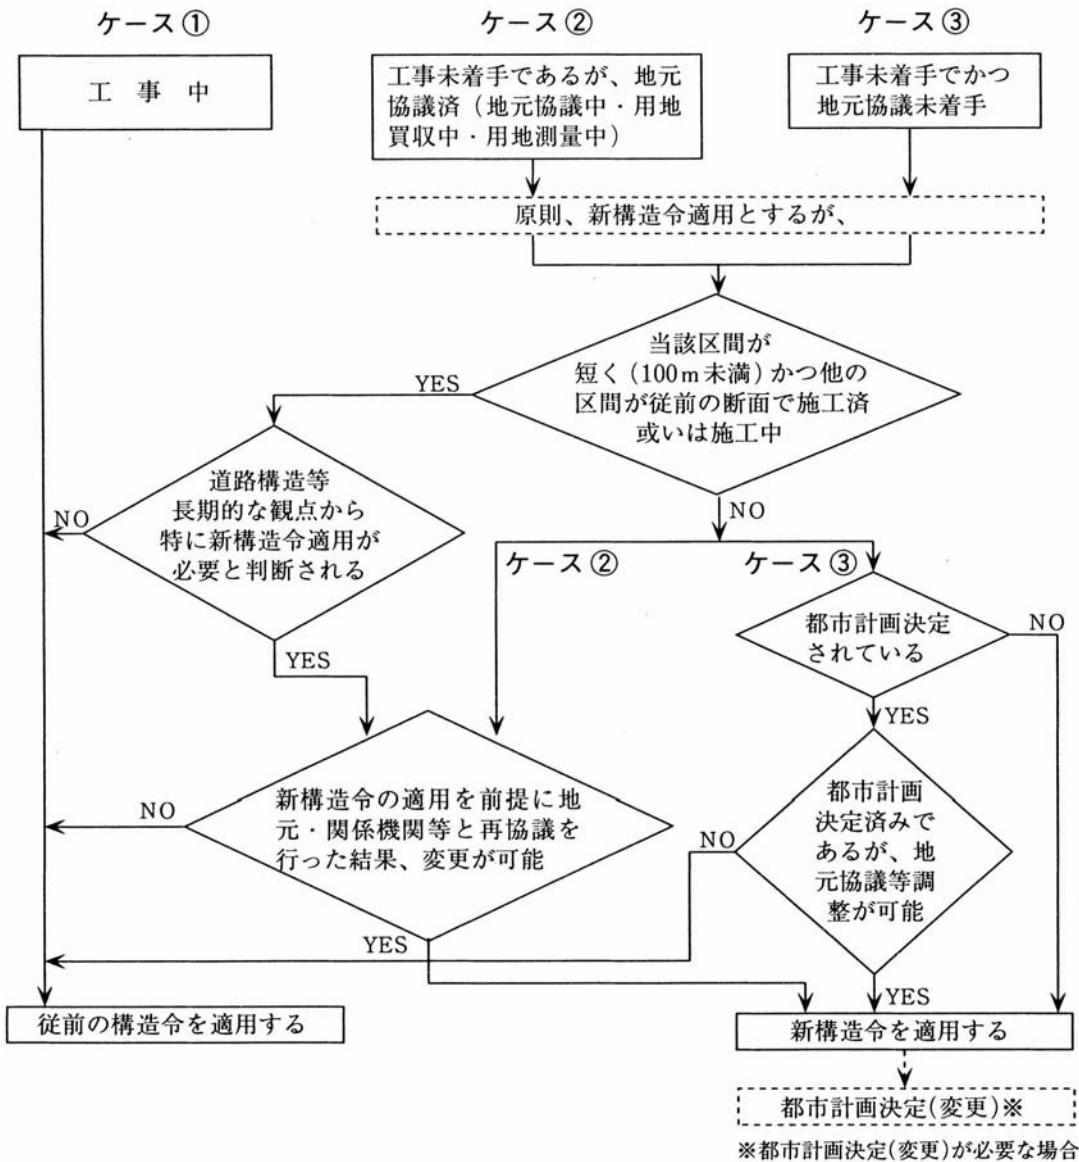 ケース①
ケース②
ケース③
工事中
工事未着手であるが、地元
協議済（地元協議中・用地
買収中・用地測量中）
工事未着手でかつ
地元協議未着手
原則、新構造令適用とするが、
当該区間が
短く（100m未満）かつ他の
区間が従前の断面で施工済
或いは施工中
YES
NO
道路構造等
長期的な観点から
特に新構造令適用が
必要と判断される
NO
YES
ケース②
ケース③
都市計画決定
されている
NO
YES
新構造令の適用を前提に地
元・関係機関等と再協議を
行った結果、変更が可能
NO
YES
都市計画
決定済みで
あるが、地
元協議等調
整が可能
NO
YES
従前の構造令を適用する
新構造令を適用する
都市計画決定(変更)※
※都市計画決定(変更)が必要な場合